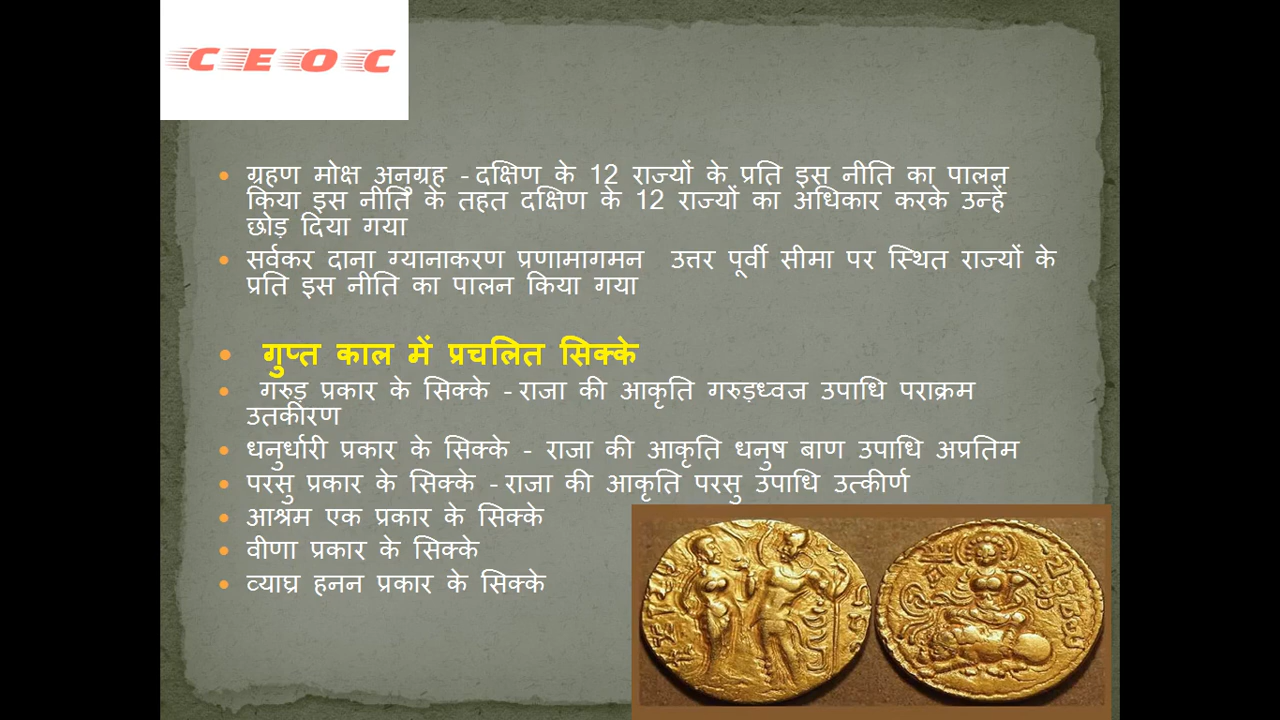 CEOC
ग्रहण मोक्ष अनुग्रह - दक्षिण के 12 राज्यों के प्रति इस नीति का पालन
किया इस नीति के तहत दक्षिण के 12 राज्यों का अधिकार करके उन्हें
छोड़ दिया गया
सर्वकर दाना ग्यानाकरण प्रणामागमन उत्तर पूर्वी सीमा पर स्थित राज्यों के
प्रति इस नीति का पालन किया गया
गुप्त काल में प्रचलित सिक्के
गरुड़ प्रकार के सिक्के - राजा की आकृति गरुड़ध्वज उपाधि पराक्रम
उतकीरण
धनुर्धारी प्रकार के सिक्के - राजा की आकृति धनुष बाण उपाधि अप्रतिम
परसु प्रकार के सिक्के - राजा की आकृति परसु उपाधि उत्कीर्ण
आश्रम एक प्रकार के सिक्के
वीणा प्रकार के सिक्के
व्याघ्र हनन प्रकार के सिक्के